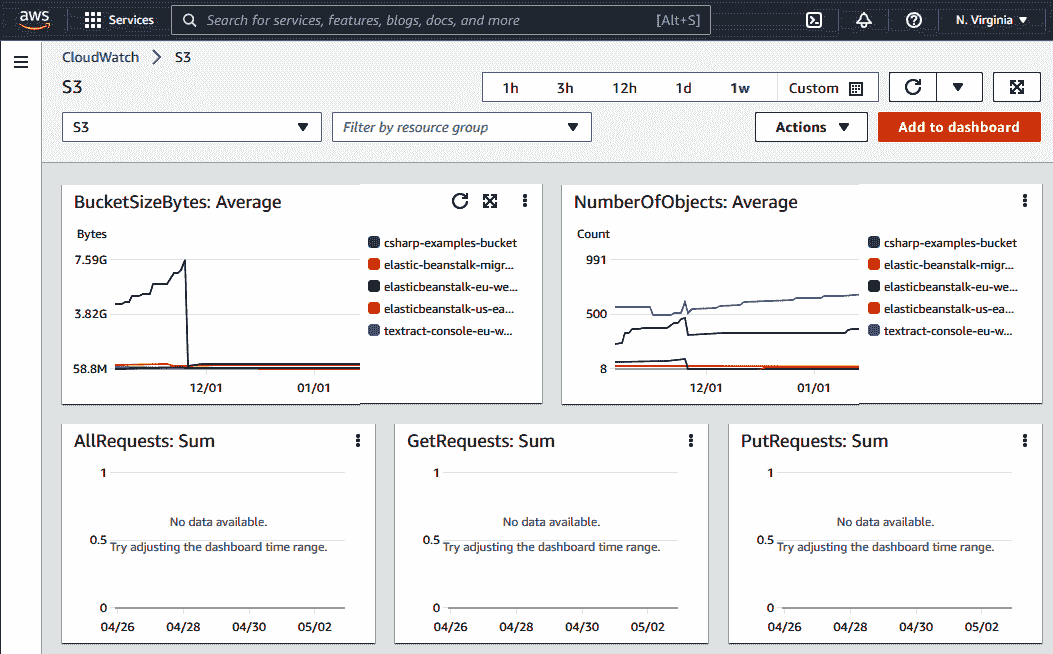 aws
Services
Search for services, features, blogs, docs, and more
[Alt+S]
N. Virginia
CloudWatch
S3
S3
1h
3h
12h
1d
1w
Custom
S3
Filter by resource group
Actions
Add to dashboard
BucketSizeBytes: Average
Bytes
7.59G
3.82G
58.8M
12/01
01/01
csharp-examples-bucket
elastic-beanstalk-migr...
elasticbeanstalk-eu-we...
elasticbeanstalk-us-ea...
textract-console-eu-w...
NumberOfObjects: Average
Count
991
500
8
12/01
01/01
csharp-examples-bucket
elastic-beanstalk-migr...
elasticbeanstalk-eu-we...
elasticbeanstalk-us-ea...
textract-console-eu-w...
AllRequests: Sum
1
No data available.
0.5
Try adjusting the dashboard time range.
0
04/26
04/28
04/30
05/02
GetRequests: Sum
1
No data available.
0.5
Try adjusting the dashboard time range.
0
04/26
04/28
04/30
05/02
PutRequests: Sum
1
No data available.
0.5
Try adjusting the dashboard time range.
0
04/26
04/28
04/30
05/02